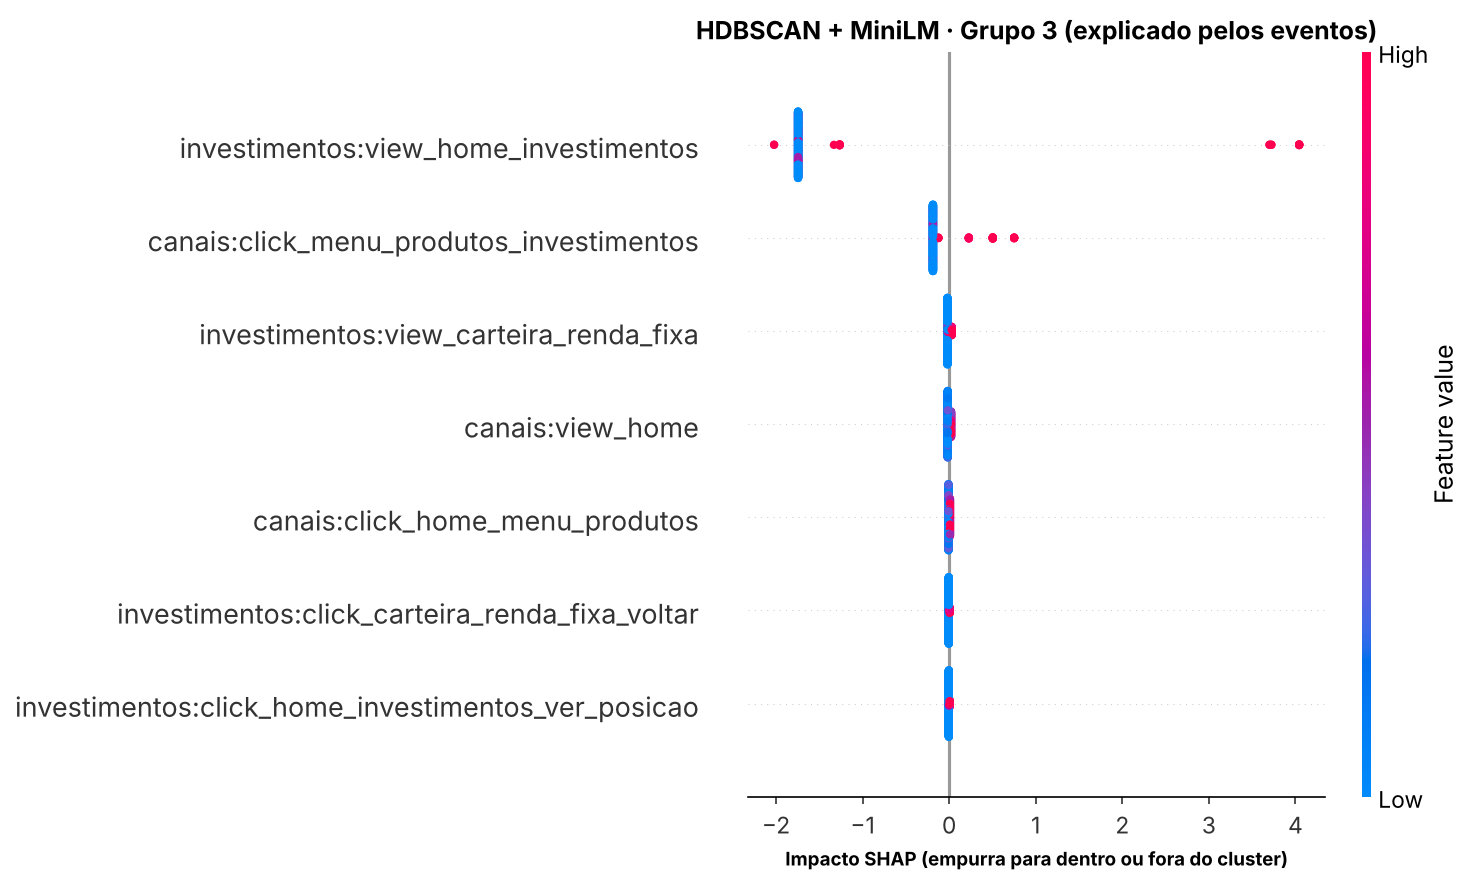 HDBSCAN + MiniLM · Grupo 3 (explicado pelos eventos)
High
investimentos:view_home_investimentos
canais:click_menu_produtos_investimentos
investimentos:view_carteira_renda_fixa
canais:view_home
canais:click_home_menu_produtos
investimentos:click_carteira_renda_fixa_voltar
investimentos:click_home_investimentos_ver_posicao
Feature value
Low
−2 −1 0 1 2 3 4
Impacto SHAP (empurra para dentro ou fora do cluster)